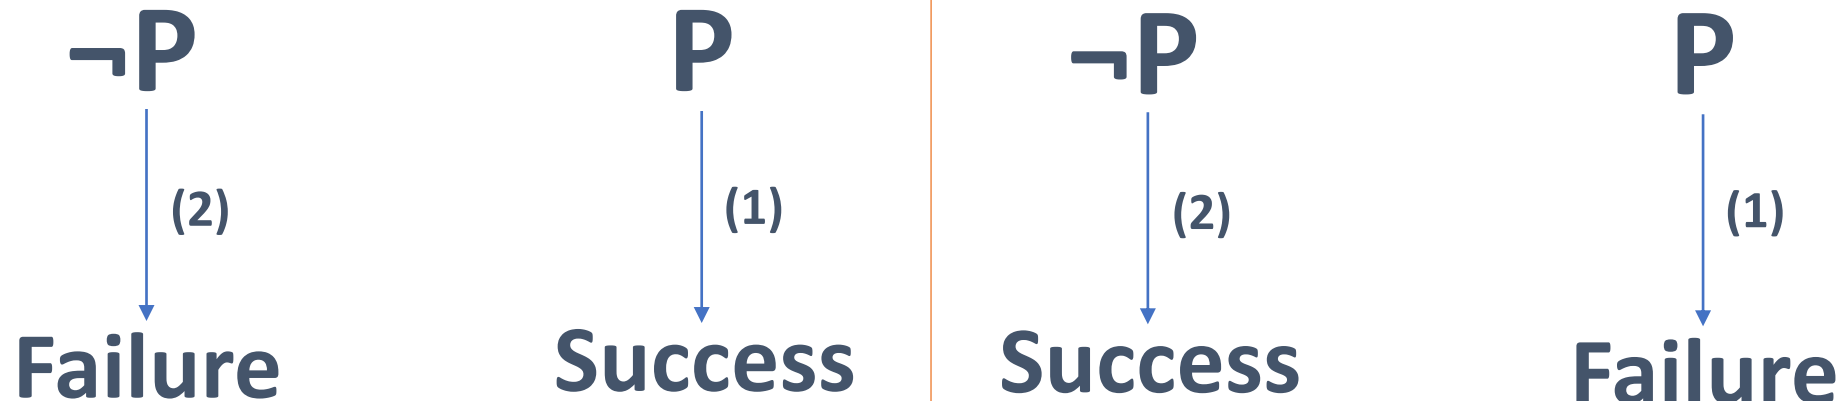 ¬P P ¬P P
(2) (1) (2) (1)
Failure Success Success Failure